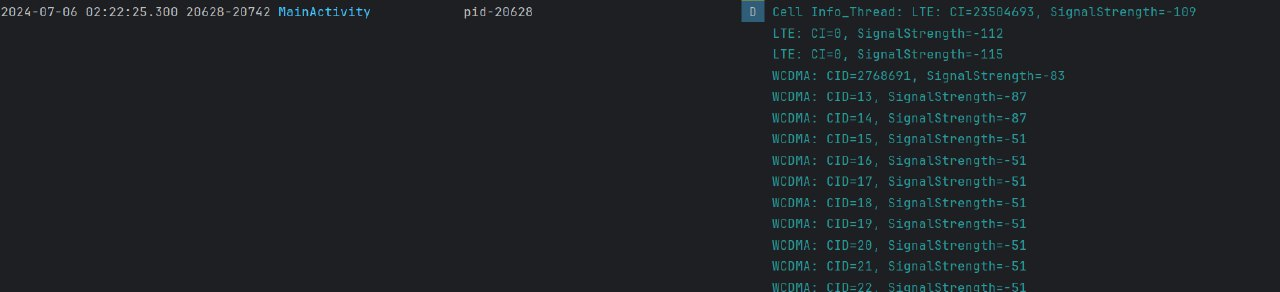 2024-07-06 02:22:25.300 20628-20742 MainActivity pid-20628 D Cell Info_Thread: LTE: CI=23504693, SignalStrength=-109
LTE: CI=0, SignalStrength=-112
LTE: CI=0, SignalStrength=-115
WCDMA: CID=2768691, SignalStrength=-83
WCDMA: CID=13, SignalStrength=-87
WCDMA: CID=14, SignalStrength=-87
WCDMA: CID=15, SignalStrength=-51
WCDMA: CID=16, SignalStrength=-51
WCDMA: CID=17, SignalStrength=-51
WCDMA: CID=18, SignalStrength=-51
WCDMA: CID=19, SignalStrength=-51
WCDMA: CID=20, SignalStrength=-51
WCDMA: CID=21, SignalStrength=-51
WCDMA: CID=22, SignalStrength=-51